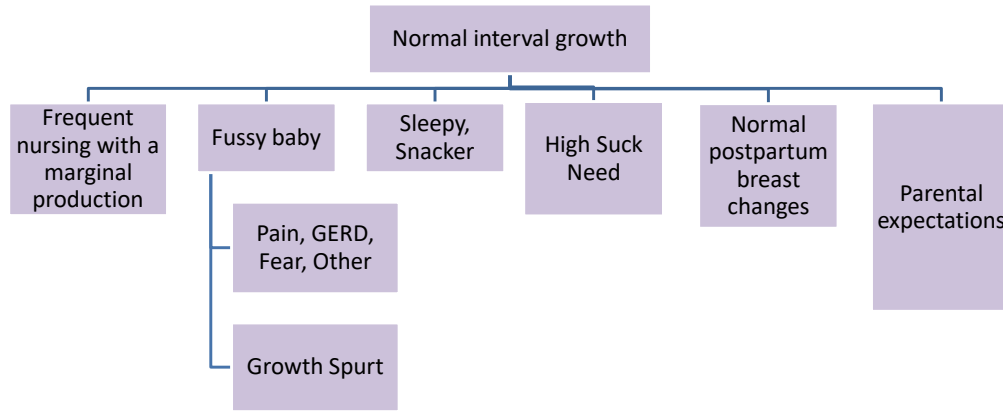 Normal interval growth
Frequent
nursing with a
marginal
production
Fussy baby
Sleepy,
Snacker
High Suck
Need
Normal
postpartum
breast
changes
Parental
expectations
Pain, GERD,
Fear, Other
Growth Spurt